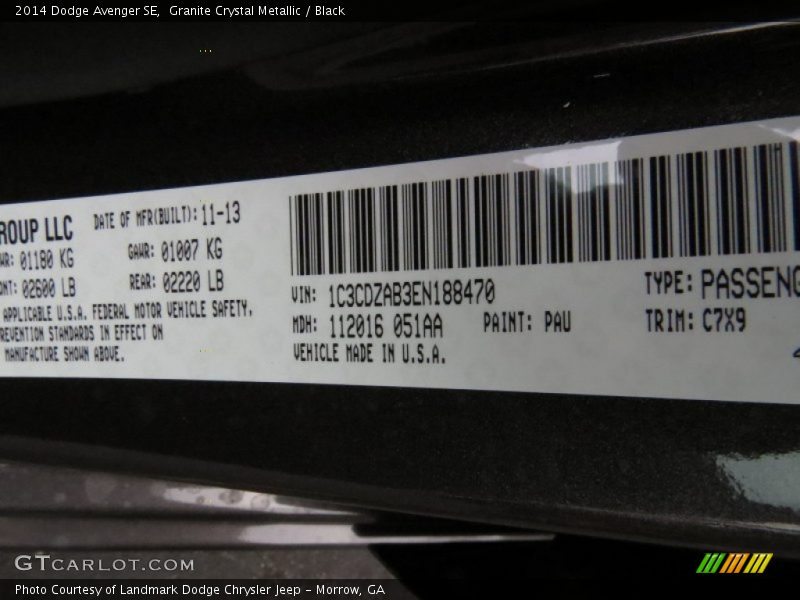 2014 Dodge Avenger SE,  Granite Crystal Metallic / Black
ROUP LLC
DATE OF MFR(BUILT): 11-13
WR: 01180 KG
GAWR: 01007 KG
ONT: 02600 LB
REAR: 02220 LB
APPLICABLE U.S.A. FEDERAL MOTOR VEHICLE SAFETY,
REVENTION STANDARDS IN EFFECT ON
MANUFACTURE SHOWN ABOVE.
VIN: 1C3CDZAB3EN188470
TYPE: PASSENG
MDH: 112016 051AA
PAINT: PAU
TRIM: C7X9
VEHICLE MADE IN U.S.A.
GTCARLOT.COM
Photo Courtesy of Landmark Dodge Chrysler Jeep - Morrow, GA